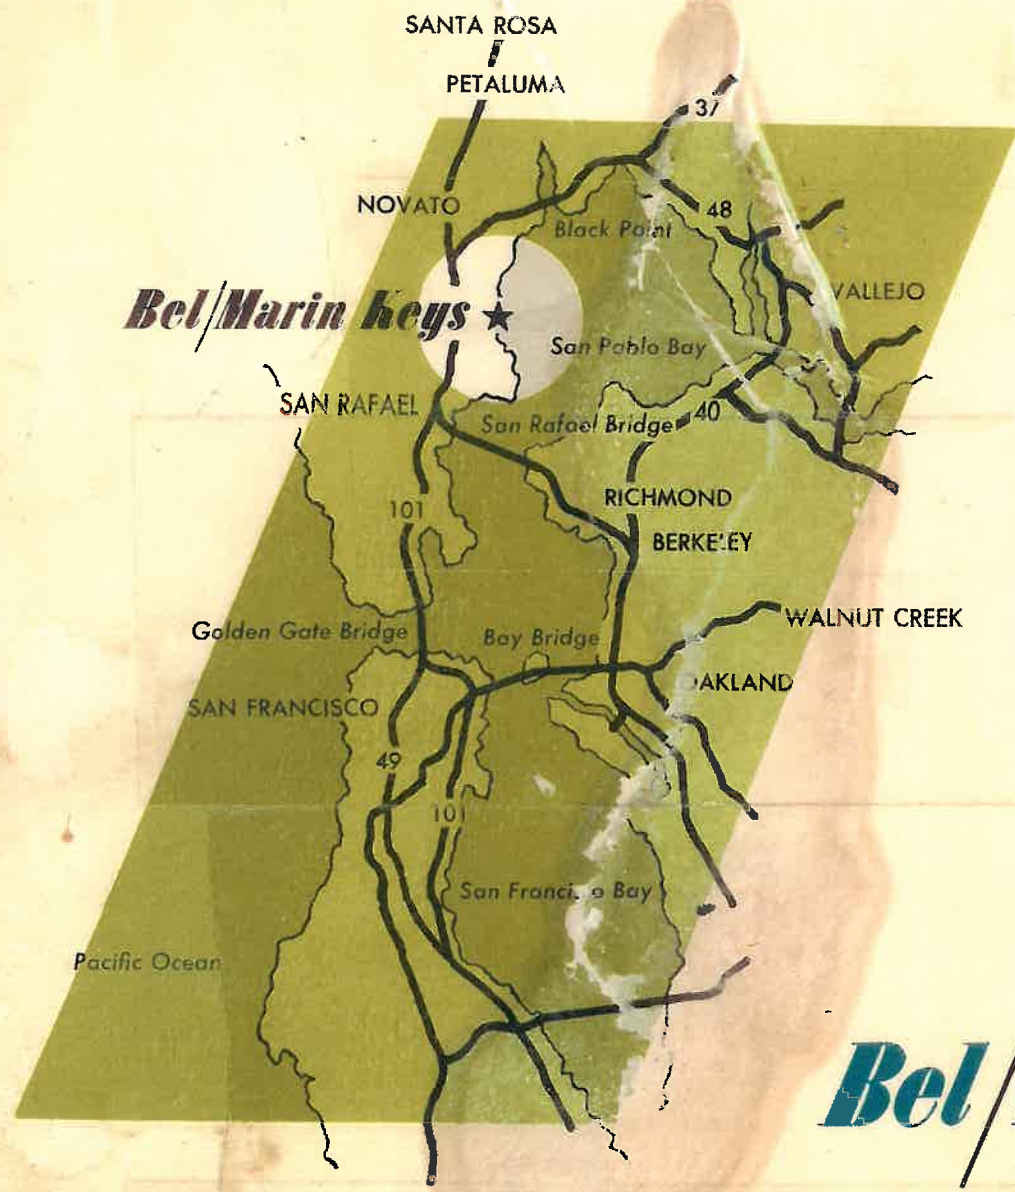 SANTA ROSA
PETALUMA
37
NOVATO
48
Black Point
Bel/Marin Keys
VALLEJO
San Pablo Bay
SAN RAFAEL
San Rafael Bridge
40
RICHMOND
101
BERKELEY
WALNUT CREEK
Golden Gate Bridge
Bay Bridge
OAKLAND
SAN FRANCISCO
49
101
San Francisco Bay
Pacific Ocean
Bel/